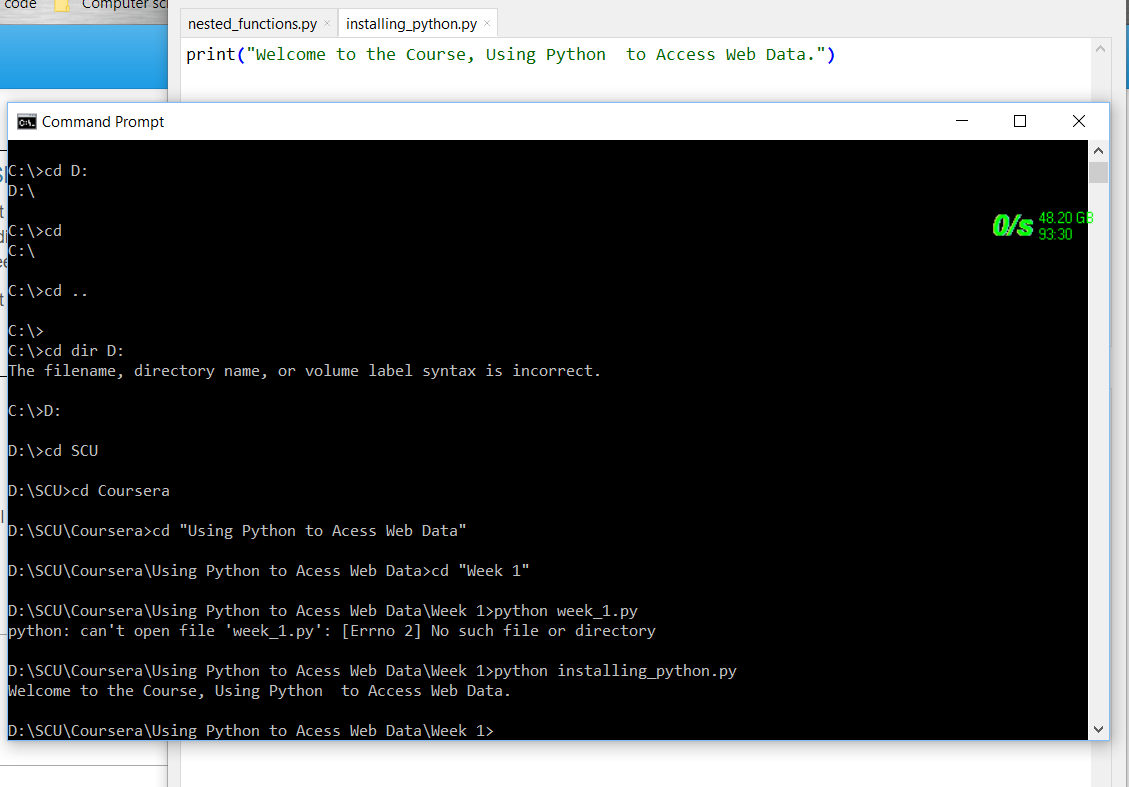 code Computer sc
nested_functions.py × installing_python.py ×
print("Welcome to the Course, Using Python  to Access Web Data.")
Command Prompt
C:\>cd D:
D:\
C:\>cd
C:\
C:\>cd ..
C:\>
C:\>cd dir D:
The filename, directory name, or volume label syntax is incorrect.
C:\>D:
D:\>cd SCU
D:\SCU>cd Coursera
D:\SCU\Coursera>cd "Using Python to Acess Web Data"
D:\SCU\Coursera\Using Python to Acess Web Data>cd "Week 1"
D:\SCU\Coursera\Using Python to Acess Web Data\Week 1>python week_1.py
python: can't open file 'week_1.py': [Errno 2] No such file or directory
D:\SCU\Coursera\Using Python to Acess Web Data\Week 1>python installing_python.py
Welcome to the Course, Using Python  to Access Web Data.
D:\SCU\Coursera\Using Python to Acess Web Data\Week 1>
0/s 48.20 GB
93:30